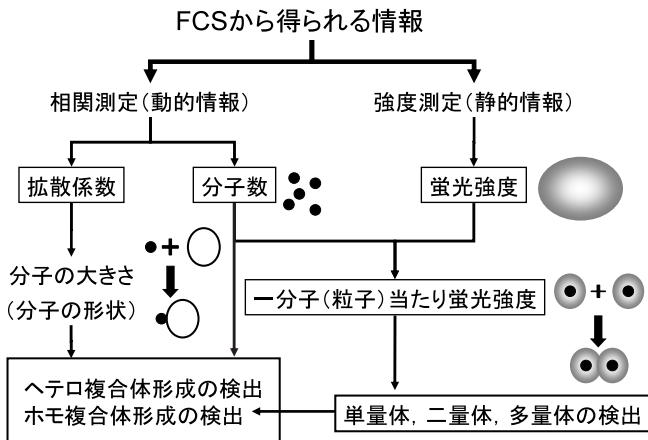 FCSから得られる情報
相関測定(動的情報)
強度測定(静的情報)
拡散係数
分子数
蛍光強度
分子の大きさ
(分子の形状)
一分子(粒子)当たり蛍光強度
ヘテロ複合体形成の検出
ホモ複合体形成の検出
単量体,二量体,多量体の検出